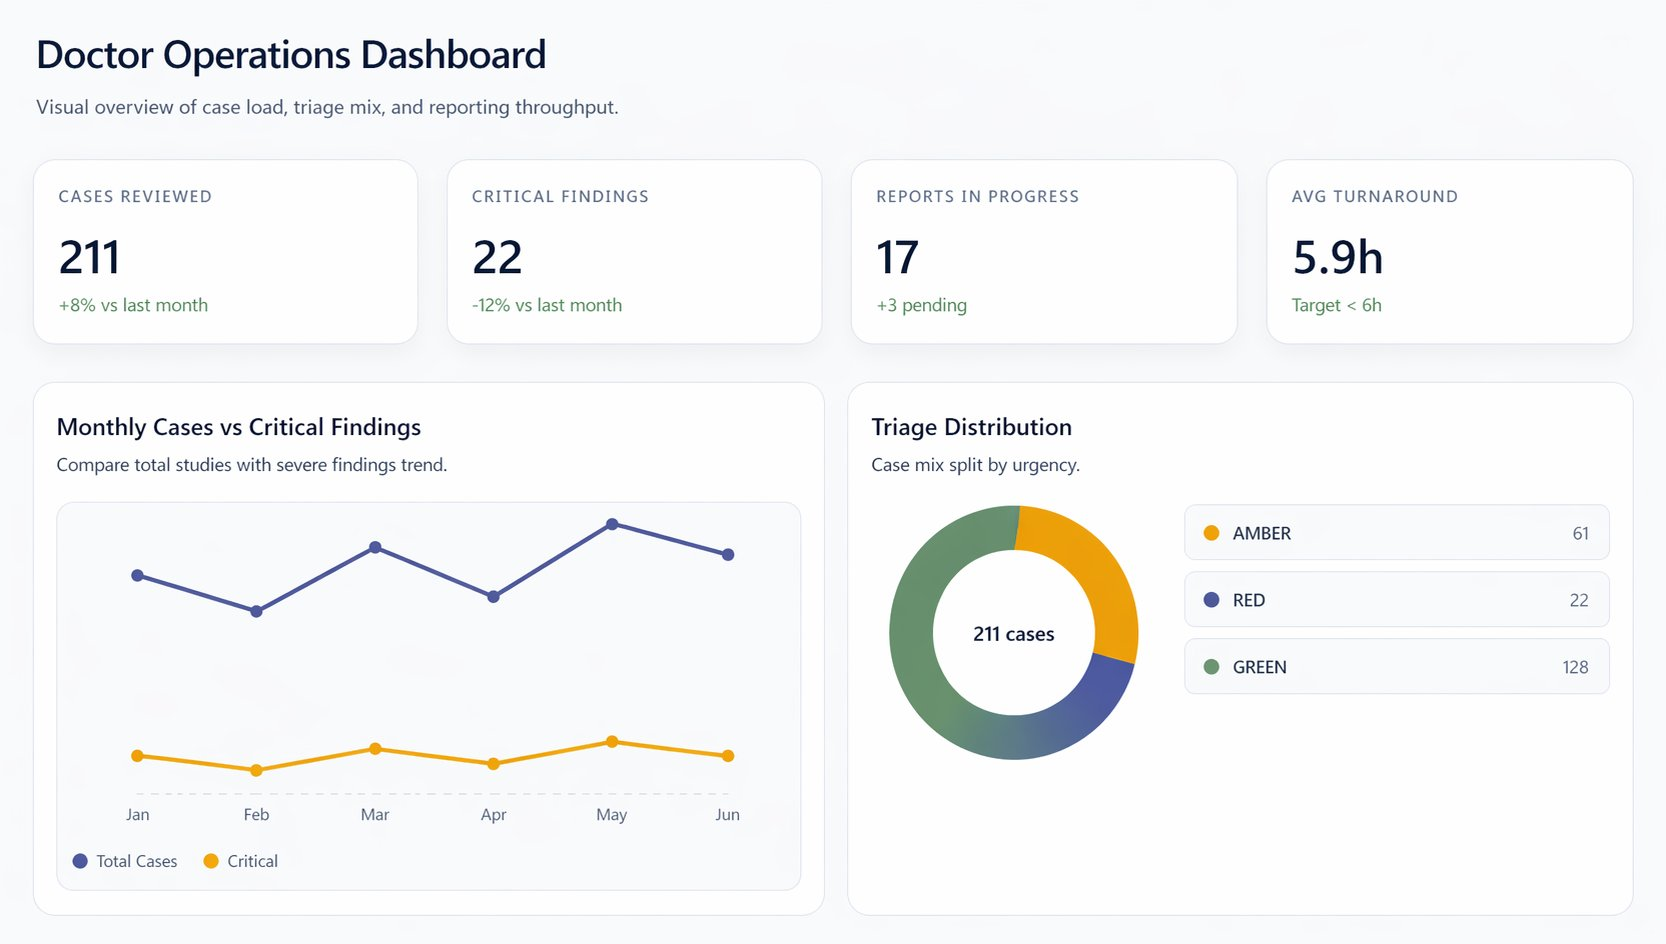 Doctor Operations Dashboard
Visual overview of case load, triage mix, and reporting throughput.
CASES REVIEWED
211
+8% vs last month
CRITICAL FINDINGS
22
-12% vs last month
REPORTS IN PROGRESS
17
+3 pending
AVG TURNAROUND
5.9h
Target < 6h
Monthly Cases vs Critical Findings
Compare total studies with severe findings trend.
Jan Feb Mar Apr May Jun
Total Cases Critical
Triage Distribution
Case mix split by urgency.
211 cases
AMBER 61
RED 22
GREEN 128